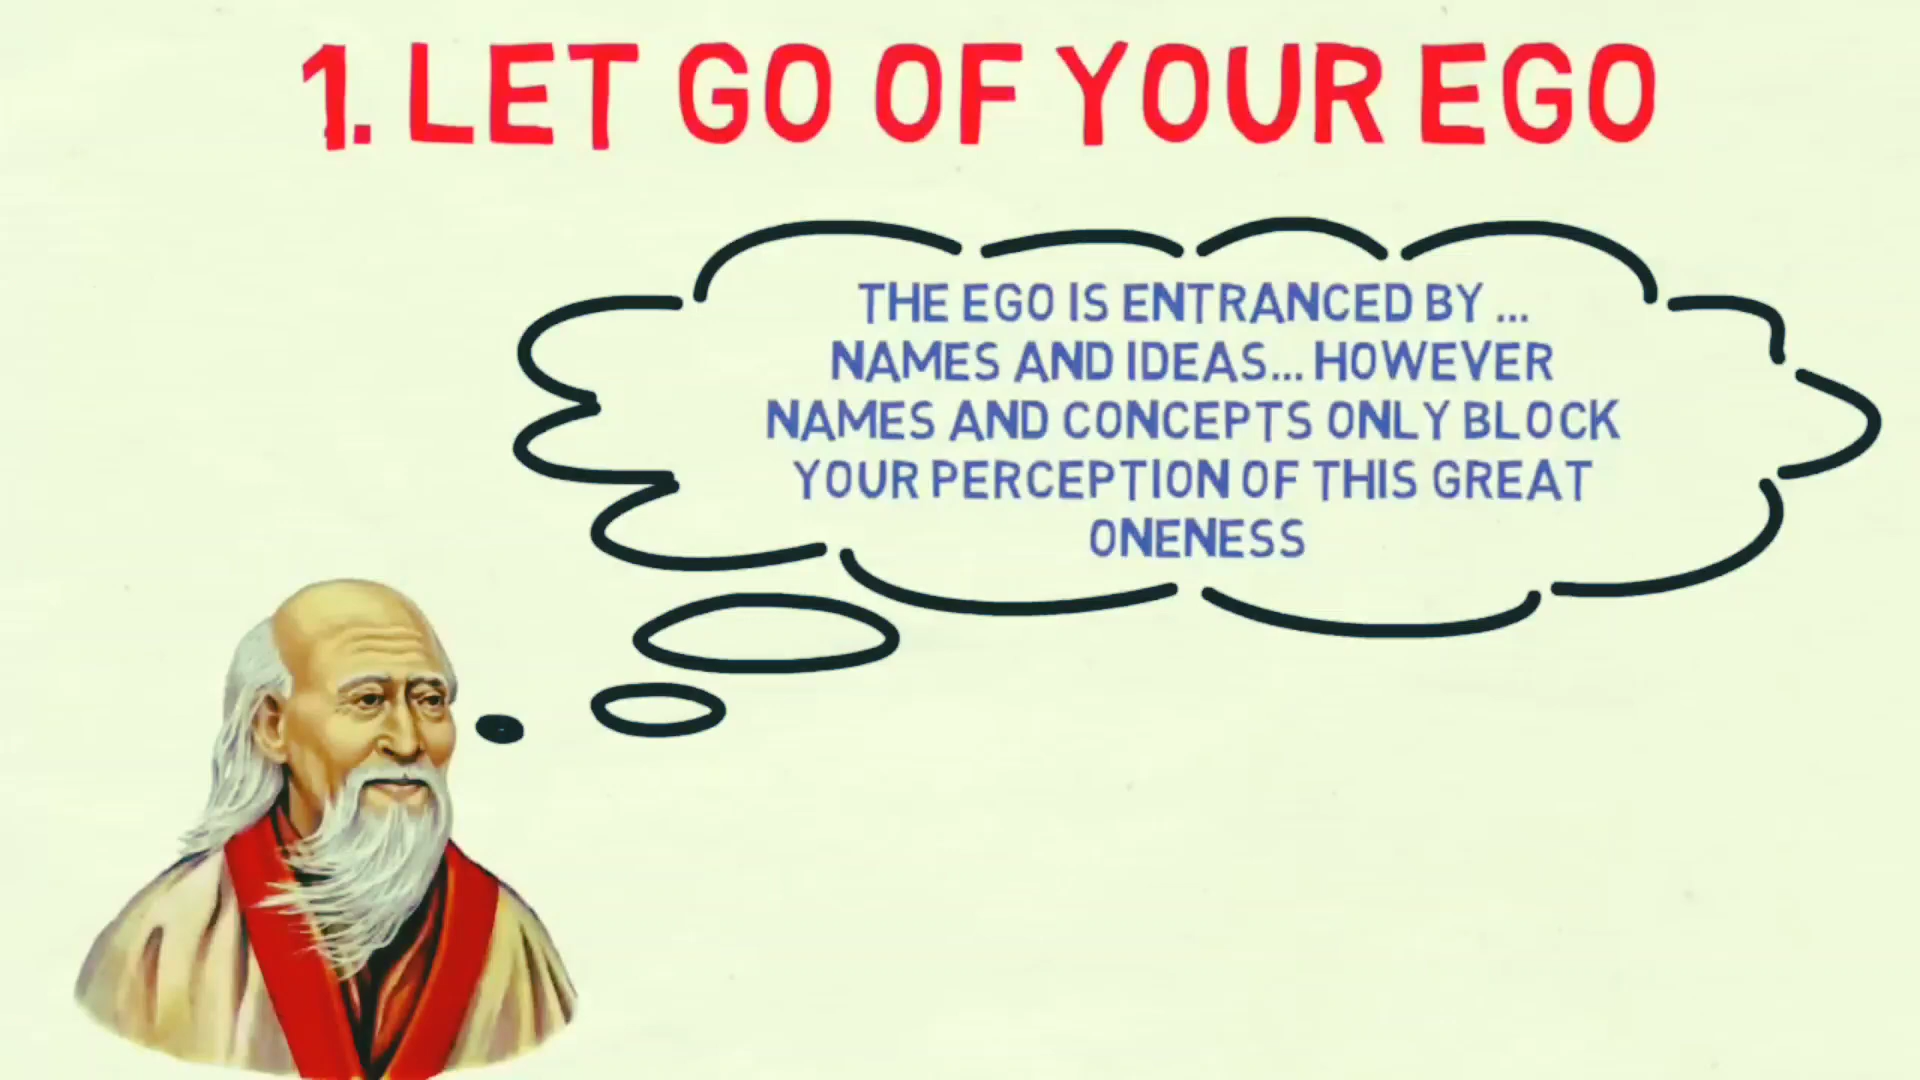 1. LET GO OF YOUR EGO
THE EGO IS ENTRANCED BY ...
NAMES AND IDEAS... HOWEVER
NAMES AND CONCEPTS ONLY BLOCK
YOUR PERCEPTION OF THIS GREAT
ONENESS